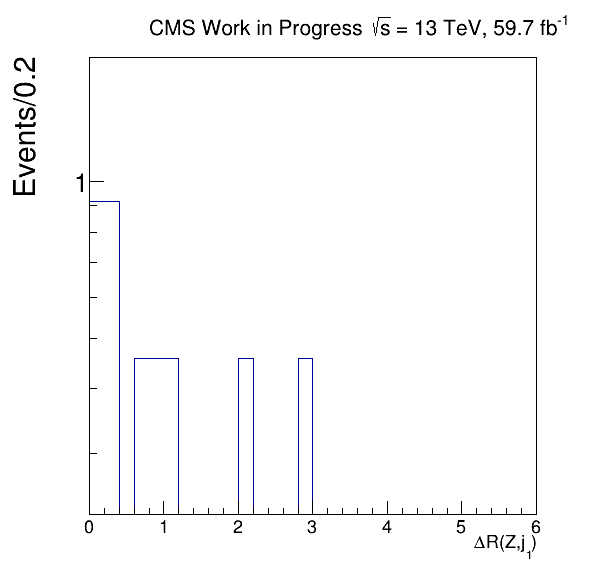 CMS Work in Progress √s = 13 TeV, 59.7 fb⁻¹
Events/0.2
1
0 1 2 3 4 5 6
ΔR(Z,j₁)